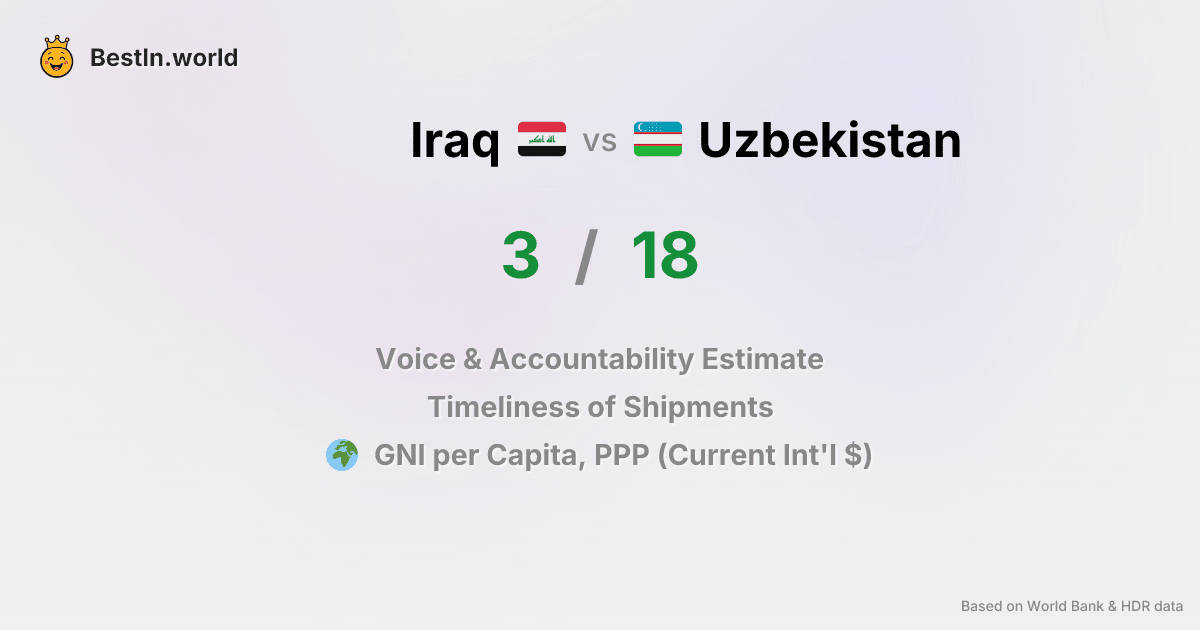 BestIn.world
Iraq vs Uzbekistan
3 / 18
Voice & Accountability Estimate
Timeliness of Shipments
GNI per Capita, PPP (Current Int'l $)
Based on World Bank & HDR data